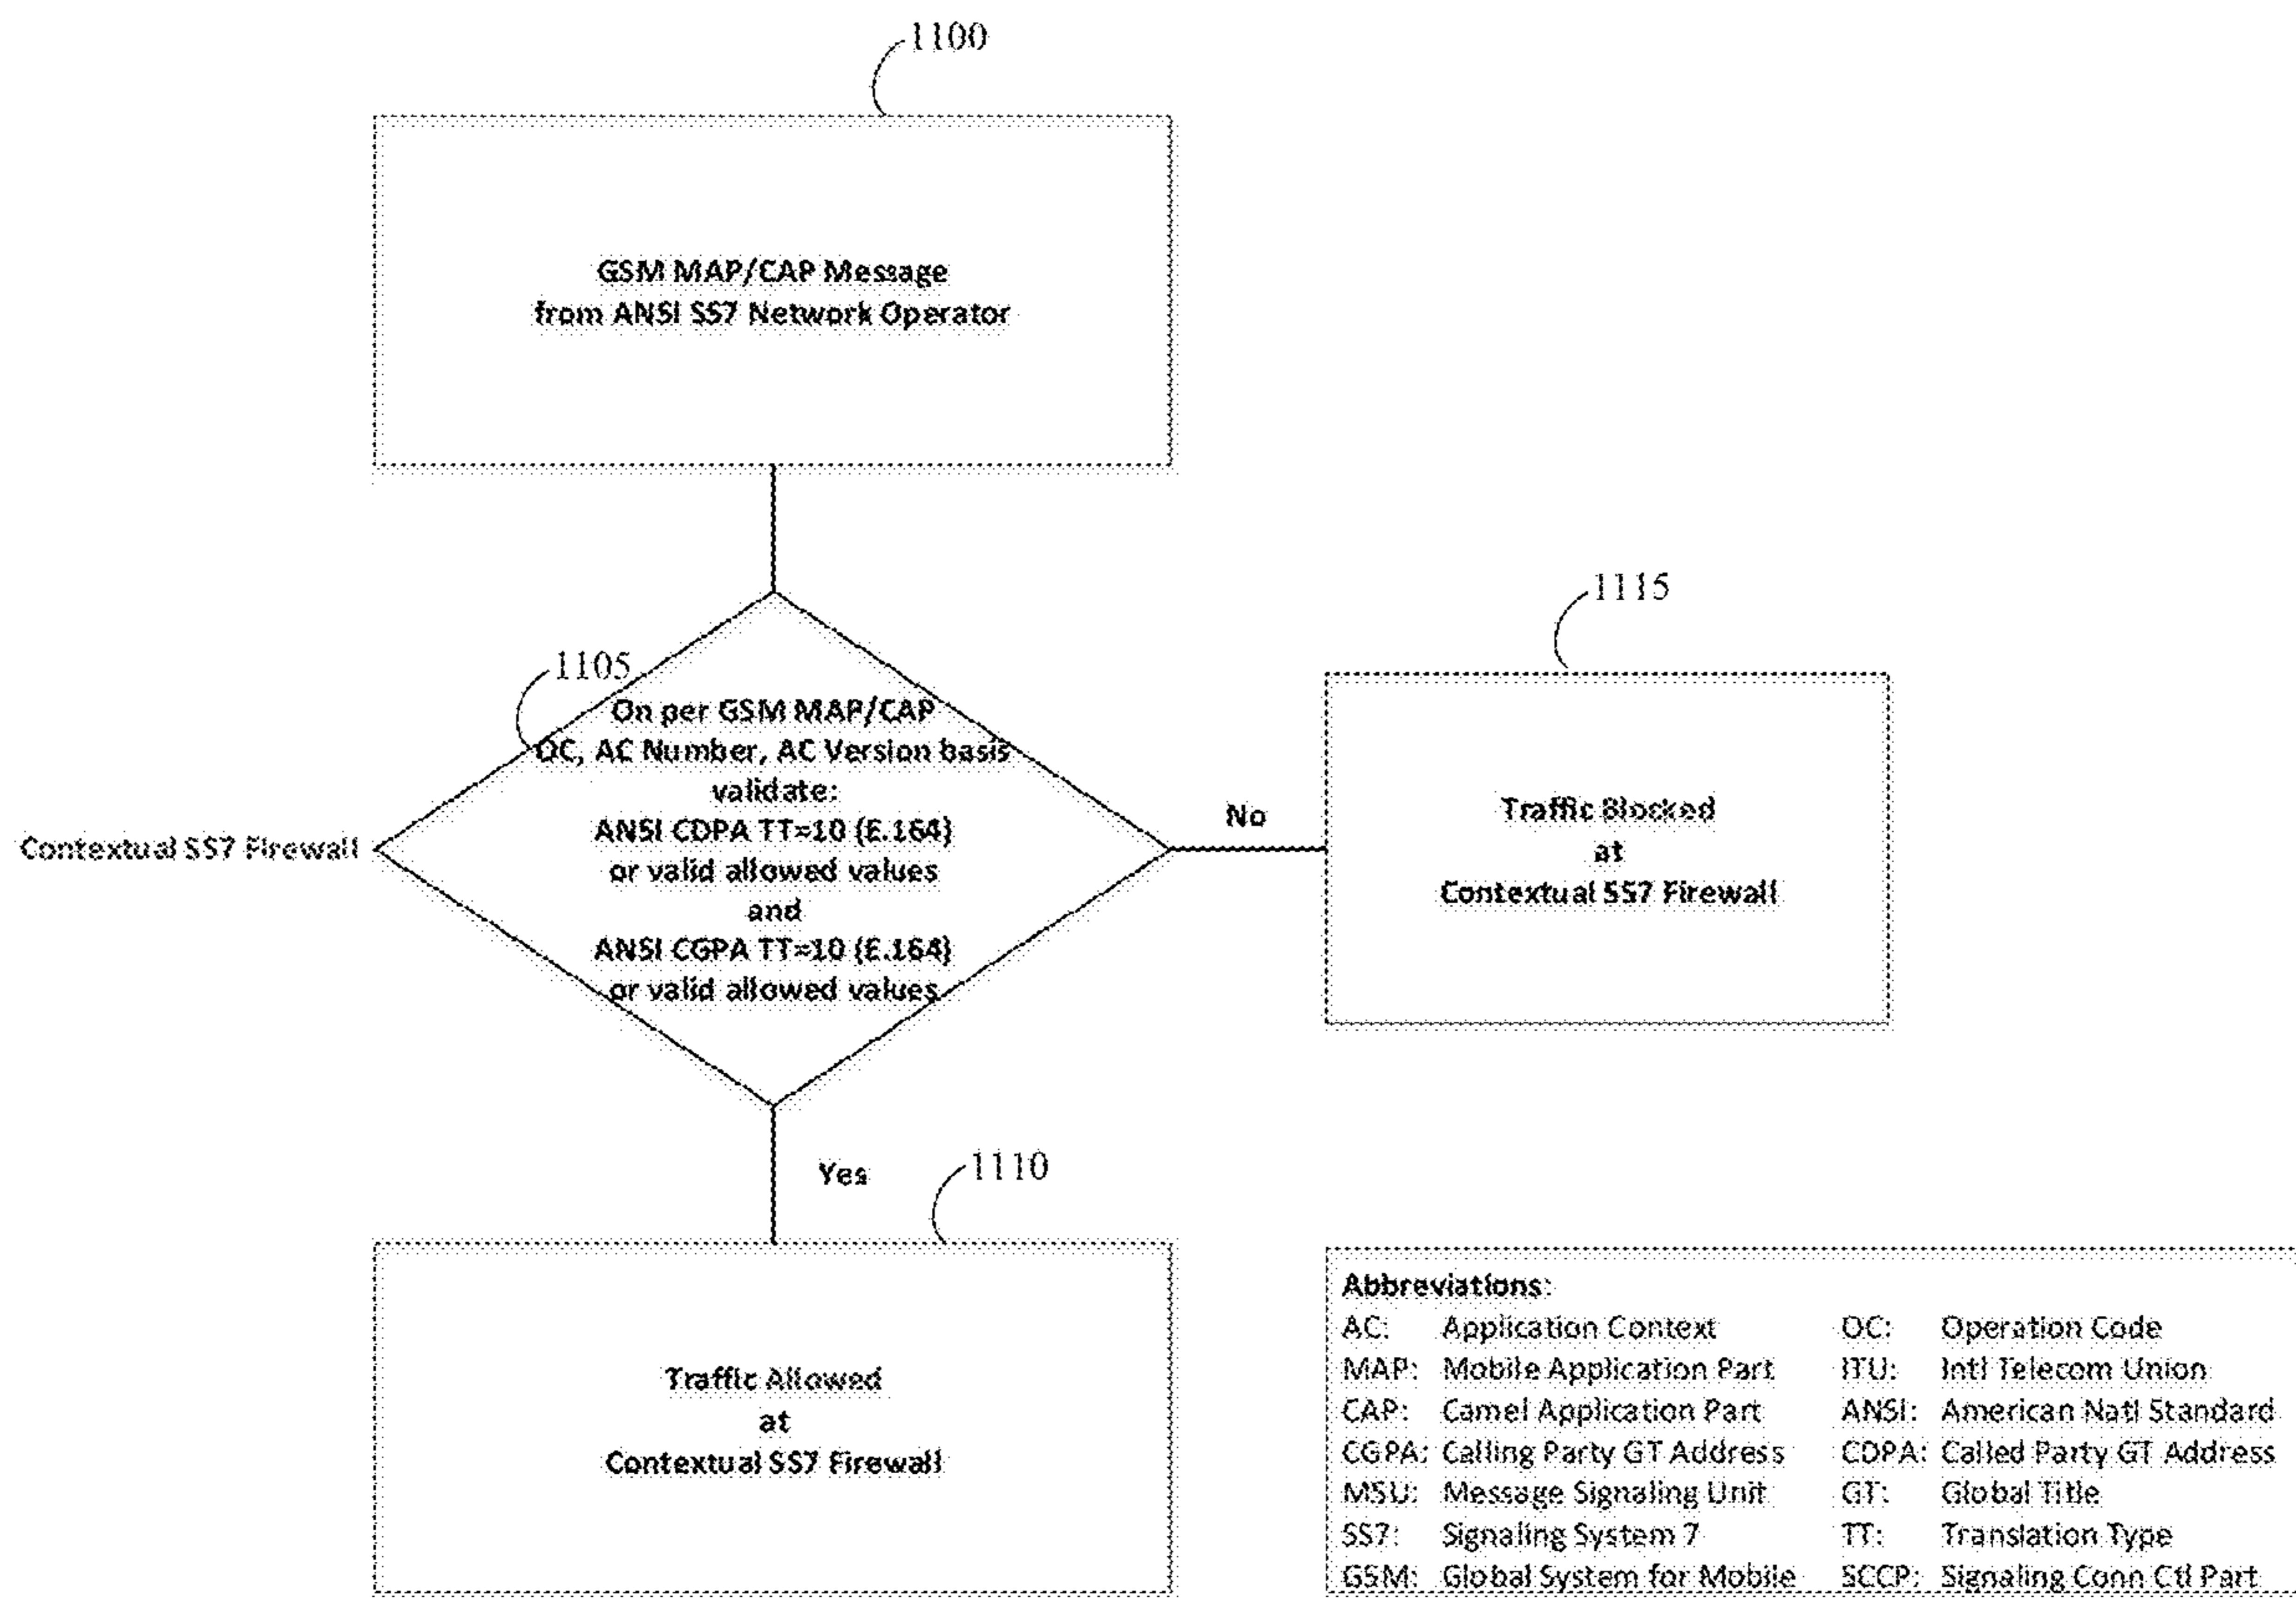 1100
GSM MAP/CAP Message
from ANSI SS7 Network Operator
1105
On per GSM MAP/CAP
OC, AC Number, AC Version basis
validate:
ANSI CDPA TT=10 (E.164)
or valid allowed values
and
ANSI CGPA TT=10 (E.164)
or valid allowed values
Contextual SS7 Firewall
No
1115
Traffic Blocked
at
Contextual SS7 Firewall
Yes
1110
Traffic Allowed
at
Contextual SS7 Firewall
Abbreviations:
AC: Application Context OC: Operation Code
MAP: Mobile Application Part ITU: Intl Telecom Union
CAP: Camel Application Part ANSI: American Natl Standard
CGPA: Calling Party GT Address CDPA: Called Party GT Address
MSU: Message Signaling Unit GT: Global Title
SS7: Signaling System 7 TT: Translation Type
GSM: Global System for Mobile SCCP: Signaling Conn Ctl Part